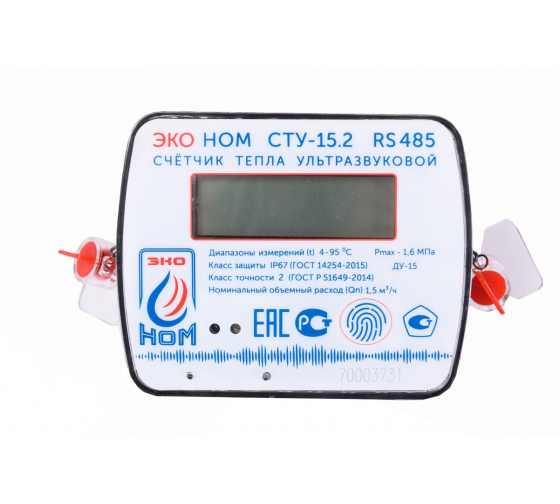 ЭКО НОМ СТУ-15.2 RS485
СЧЁТЧИК ТЕПЛА УЛЬТРАЗВУКОВОЙ
Диапазоны измерений (t) 4-95 °C Pmax - 1,6 МПа
Класс защиты IP67 (ГОСТ 14254-2015) ДУ-15
Класс точности 2 (ГОСТ Р 51649-2014)
Номинальный объемный расход (Qn) 1,5 м³/ч
ЭКО
НОМ
ЕАС РСТ
70003731